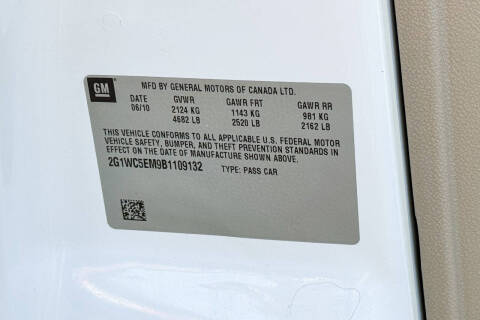 GM
MFD BY GENERAL MOTORS OF CANADA LTD.
DATE GVWR GAWR FRT GAWR RR
06/10 2124 KG 1143 KG 981 KG
4682 LB 2520 LB 2162 LB
THIS VEHICLE CONFORMS TO ALL APPLICABLE U.S. FEDERAL MOTOR
VEHICLE SAFETY, BUMPER, AND THEFT PREVENTION STANDARDS IN
EFFECT ON THE DATE OF MANUFACTURE SHOWN ABOVE.
2G1WC5EM9B1109132 TYPE: PASS CAR